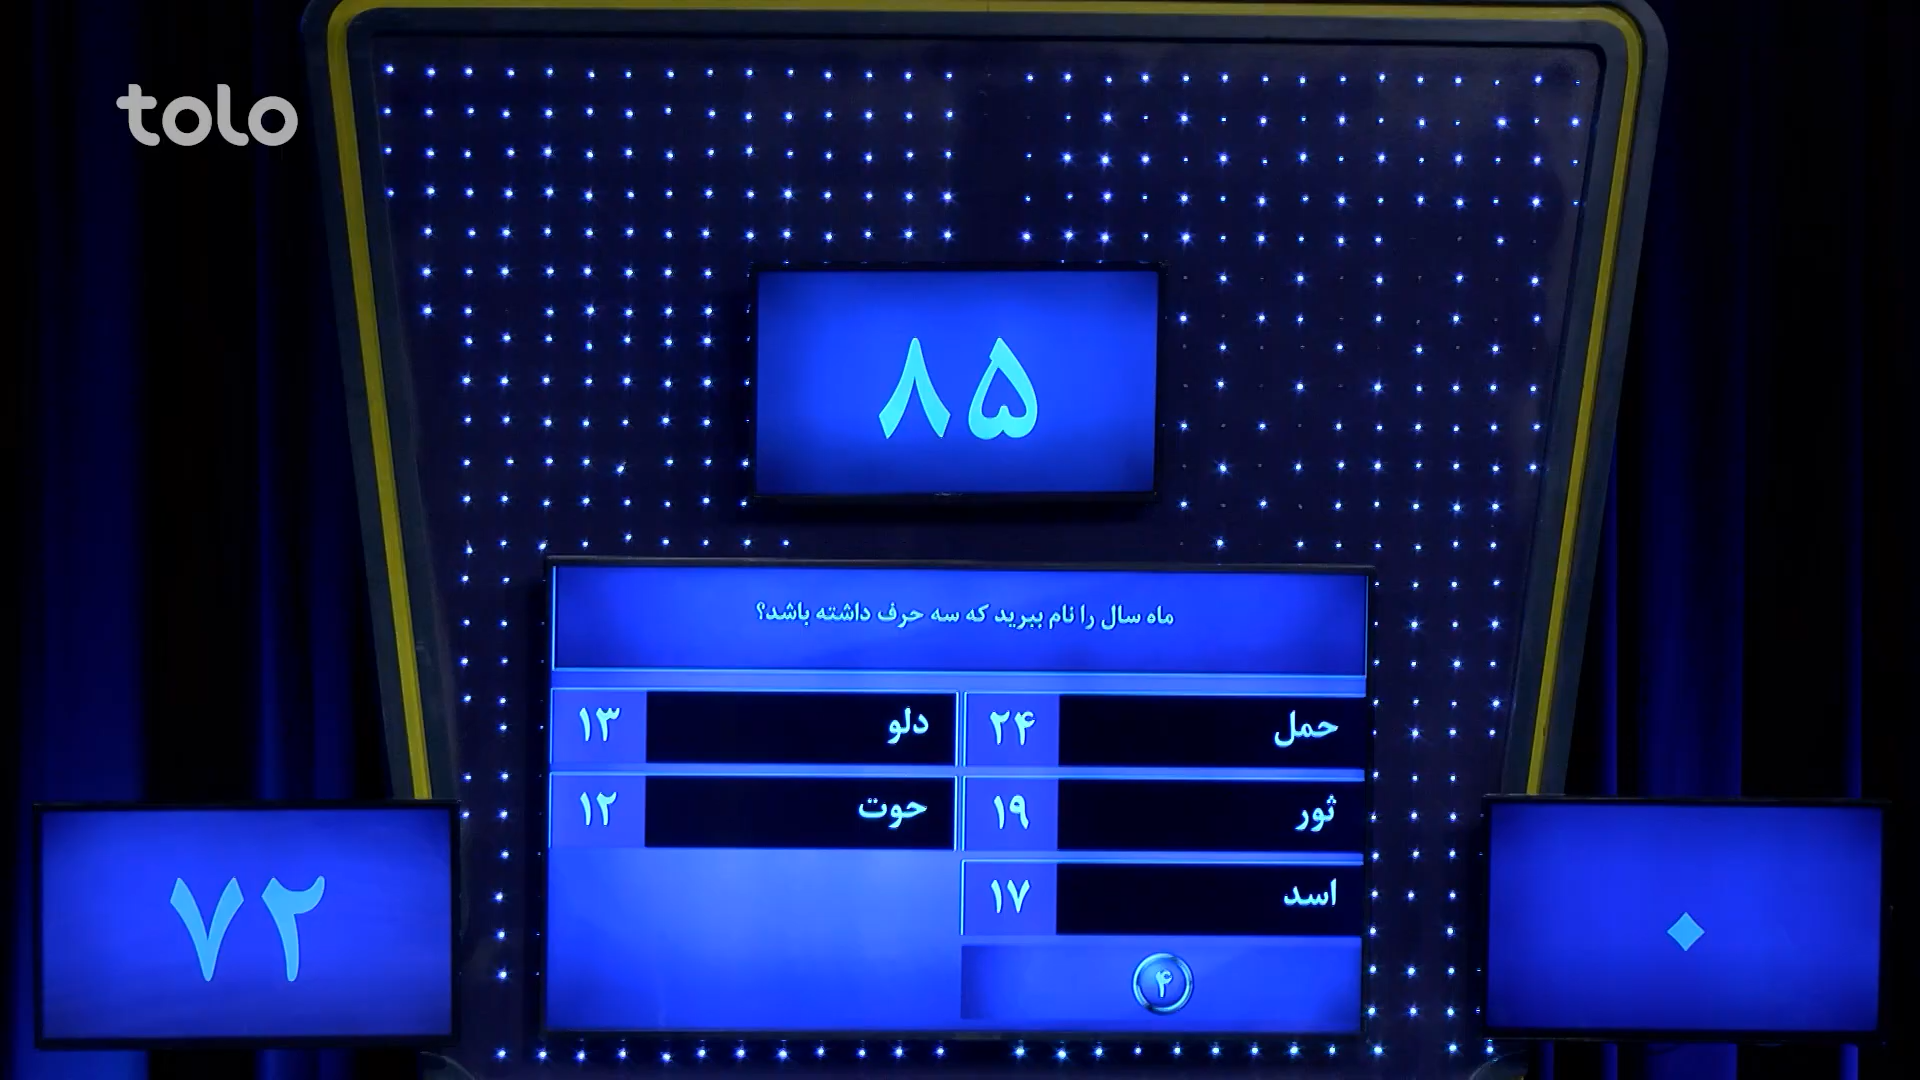 tolo
۸۵
ماه سال را نام ببرید که سه حرف داشته باشد؟
حمل ۲۴
ثور ۱۹
اسد ۱۷
۴
دلو ۱۳
حوت ۱۲
۷۲
۰